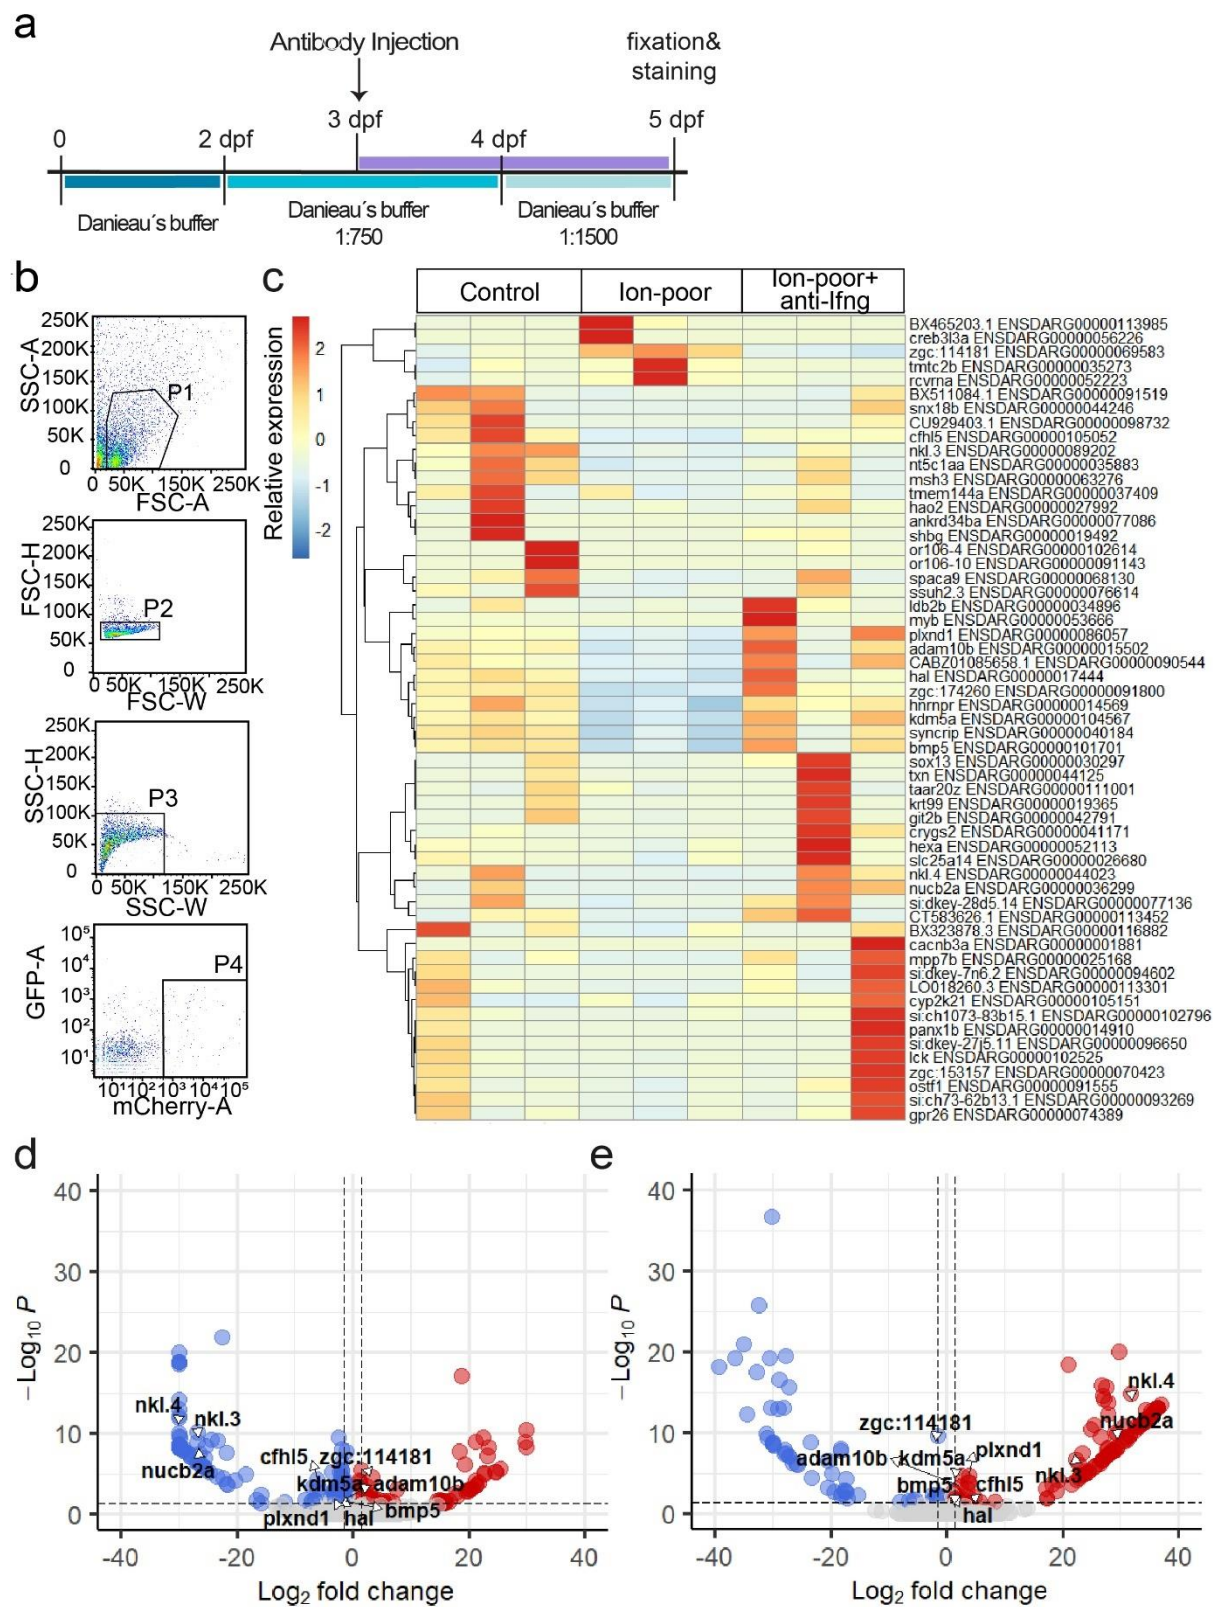 a
Antibody Injection
fixation&
staining
0
2 dpf
3 dpf
4 dpf
5 dpf
Danieau´s buffer
Danieau´s buffer
1:750
Danieau´s buffer
1:1500
b
250K
200K
150K
100K
50K
0
SSC-A
P1
0 50K 150K 250K
FSC-A
250K
200K
150K
100K
50K
0
FSC-H
P2
0 50K 150K 250K
FSC-W
250K
200K
150K
100K
50K
0
SSC-H
P3
0 50K 150K 250K
SSC-W
10⁵
10⁴
10³
10²
10¹
GFP-A
P4
10¹ 10² 10³ 10⁴ 10⁵
mCherry-A
c
Relative expression
2
1
0
-1
-2
Control
Ion-poor
Ion-poor+
anti-Ifng
BX465203.1 ENSDARG00000113985
creb3l3a ENSDARG00000056226
zgc:114181 ENSDARG00000069583
tmtc2b ENSDARG00000035273
rcvrna ENSDARG00000052223
BX511084.1 ENSDARG00000091519
snx18b ENSDARG00000044246
CU929403.1 ENSDARG00000098732
cfhl5 ENSDARG00000105052
nkl.3 ENSDARG00000089202
nt5c1aa ENSDARG00000035883
msh3 ENSDARG00000063276
tmem144a ENSDARG00000037409
hao2 ENSDARG00000027992
ankrd34ba ENSDARG00000077086
shbg ENSDARG00000019492
or106-4 ENSDARG00000102614
or106-10 ENSDARG00000091143
spaca9 ENSDARG00000068130
ssuh2.3 ENSDARG00000076614
ldb2b ENSDARG00000034896
myb ENSDARG00000053666
plxnd1 ENSDARG00000086057
adam10b ENSDARG00000015502
CABZ01085658.1 ENSDARG00000090544
hal ENSDARG00000017444
zgc:174260 ENSDARG00000091800
hnrnpr ENSDARG00000014569
kdm5a ENSDARG00000104567
syncrip ENSDARG00000040184
bmp5 ENSDARG00000101701
sox13 ENSDARG00000030297
txn ENSDARG00000044125
taar20z ENSDARG00000111001
krt99 ENSDARG00000019365
git2b ENSDARG00000042791
crygs2 ENSDARG00000041171
hexa ENSDARG00000052113
slc25a14 ENSDARG00000026680
nkl.4 ENSDARG00000044023
nucb2a ENSDARG00000036299
si:dkey-28d5.14 ENSDARG00000077136
CT583626.1 ENSDARG00000113452
BX323878.3 ENSDARG00000116882
cacnb3a ENSDARG00000001881
mpp7b ENSDARG00000025168
si:dkey-7n6.2 ENSDARG00000094602
LO018260.3 ENSDARG00000113301
cyp2k21 ENSDARG00000105151
si:ch1073-83b15.1 ENSDARG00000102796
panx1b ENSDARG00000014910
si:dkey-27j5.11 ENSDARG00000096650
lck ENSDARG00000102525
zgc:153157 ENSDARG00000070423
ostf1 ENSDARG00000091555
si:ch73-62b13.1 ENSDARG00000093269
gpr26 ENSDARG00000074389
d
40
30
20
10
0
− Log₁₀ P
nkl.4
nkl.3
nucb2a
cfhl5
zgc:114181
kdm5a
adam10b
plxnd1
hal
bmp5
-40 -20 0 20 40
Log₂ fold change
e
40
30
20
10
0
− Log₁₀ P
nkl.4
zgc:114181
nucb2a
plxnd1
adam10b
kdm5a
nkl.3
bmp5
cfhl5
hal
-40 -20 0 20 40
Log₂ fold change